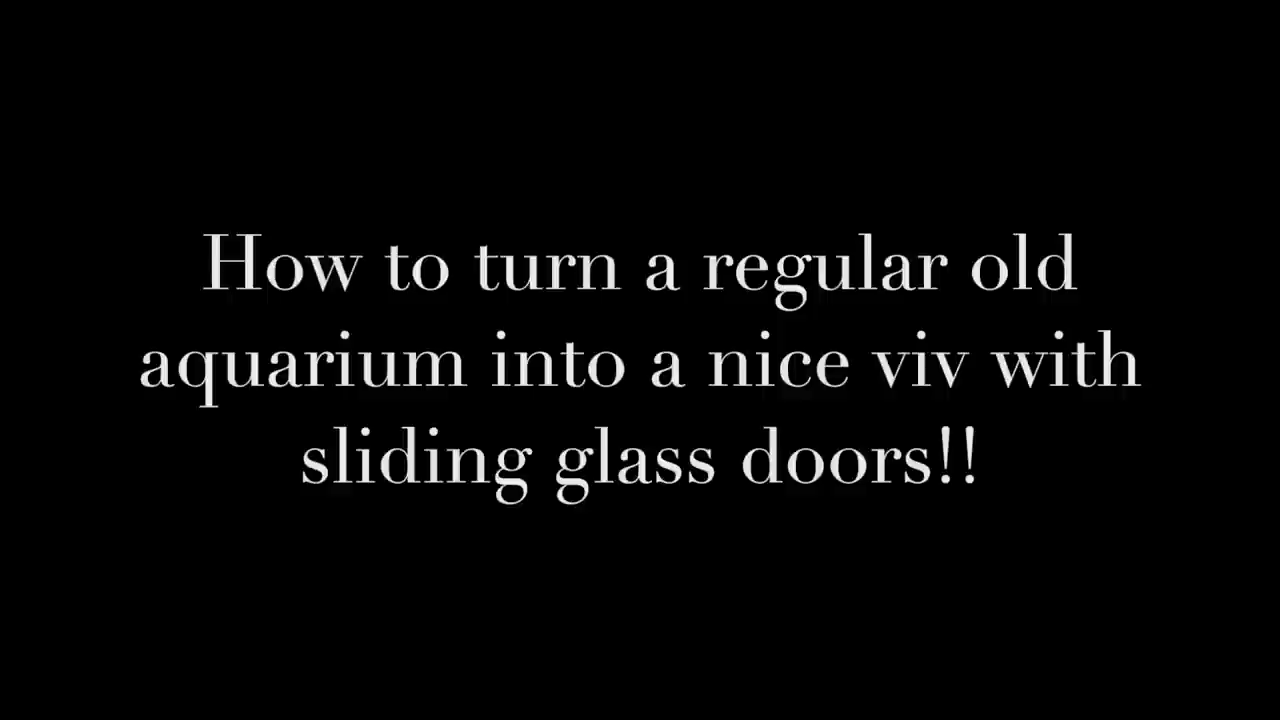 How to turn a regular old
aquarium into a nice viv with
sliding glass doors!!